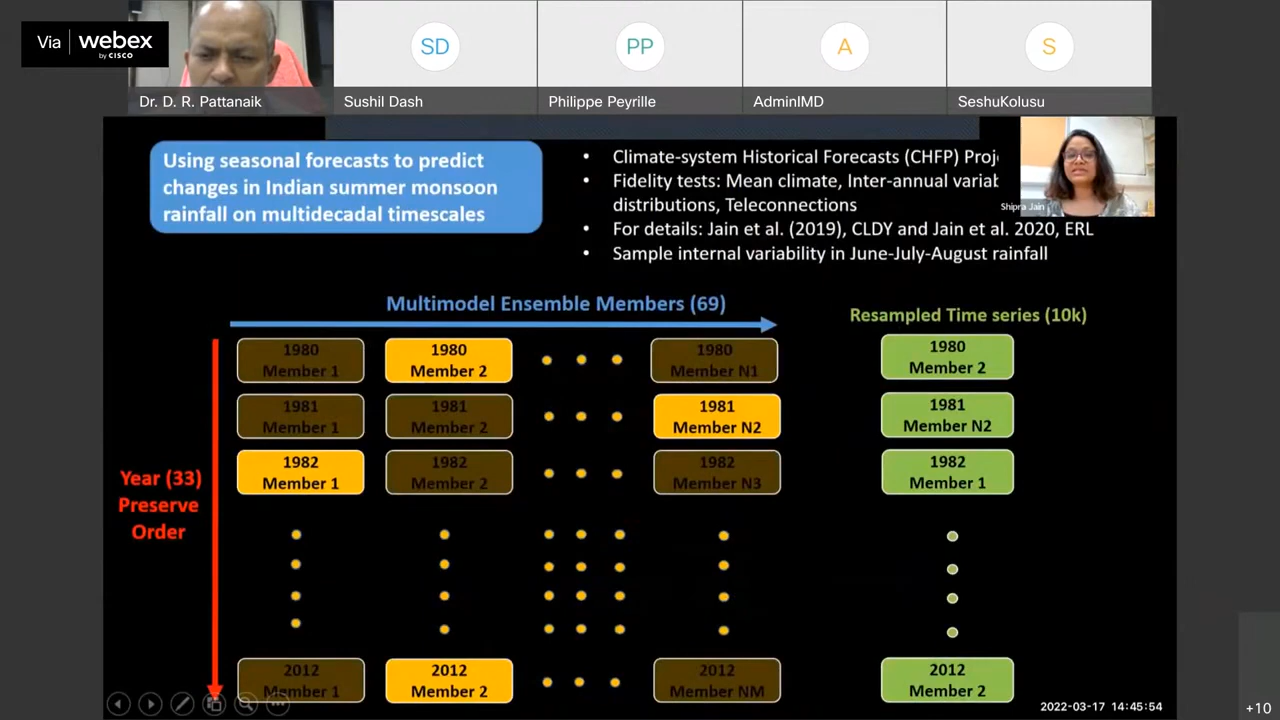 Via webex
by CISCO
SD
PP
A
S
Dr. D. R. Pattanaik
Sushil Dash
Philippe Peyrille
AdminIMD
SeshuKolusu
Using seasonal forecasts to predict
changes in Indian summer monsoon
rainfall on multidecadal timescales
• Climate-system Historical Forecasts (CHFP) Proj
• Fidelity tests: Mean climate, Inter-annual variab
distributions, Teleconnections
• For details: Jain et al. (2019), CLDY and Jain et al. 2020, ERL
• Sample internal variability in June-July-August rainfall
Shipra Jain
Multimodel Ensemble Members (69)
Resampled Time series (10k)
Year (33)
Preserve
Order
1980
Member 1
1980
Member 2
1980
Member N1
1980
Member 2
1981
Member 1
1981
Member 2
1981
Member N2
1981
Member N2
1982
Member 1
1982
Member 2
1982
Member N3
1982
Member 1
2012
Member 1
2012
Member 2
2012
Member NM
2012
Member 2
2022-03-17 14:45:54
+10